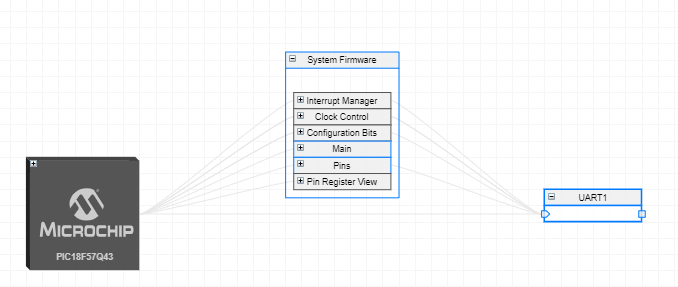 System Firmware
Interrupt Manager
Clock Control
Configuration Bits
Main
Pins
Pin Register View
MICROCHIP
PIC18F57Q43
UART1